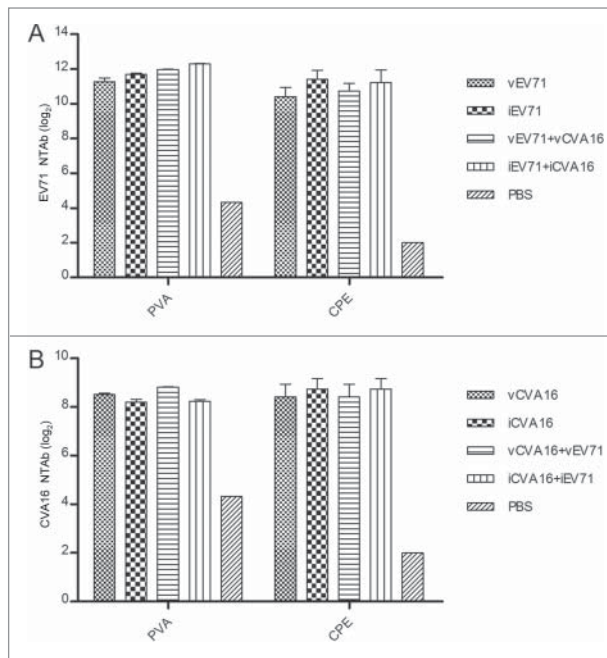 A
14
12
10
8
6
4
2
0
EV71 NTAb (log2)
PVA
CPE
vEV71
iEV71
vEV71+vCVA16
iEV71+iCVA16
PBS
B
10
8
6
4
2
0
CVA16 NTAb (log2)
PVA
CPE
vCVA16
iCVA16
vCVA16+vEV71
iCVA16+iEV71
PBS